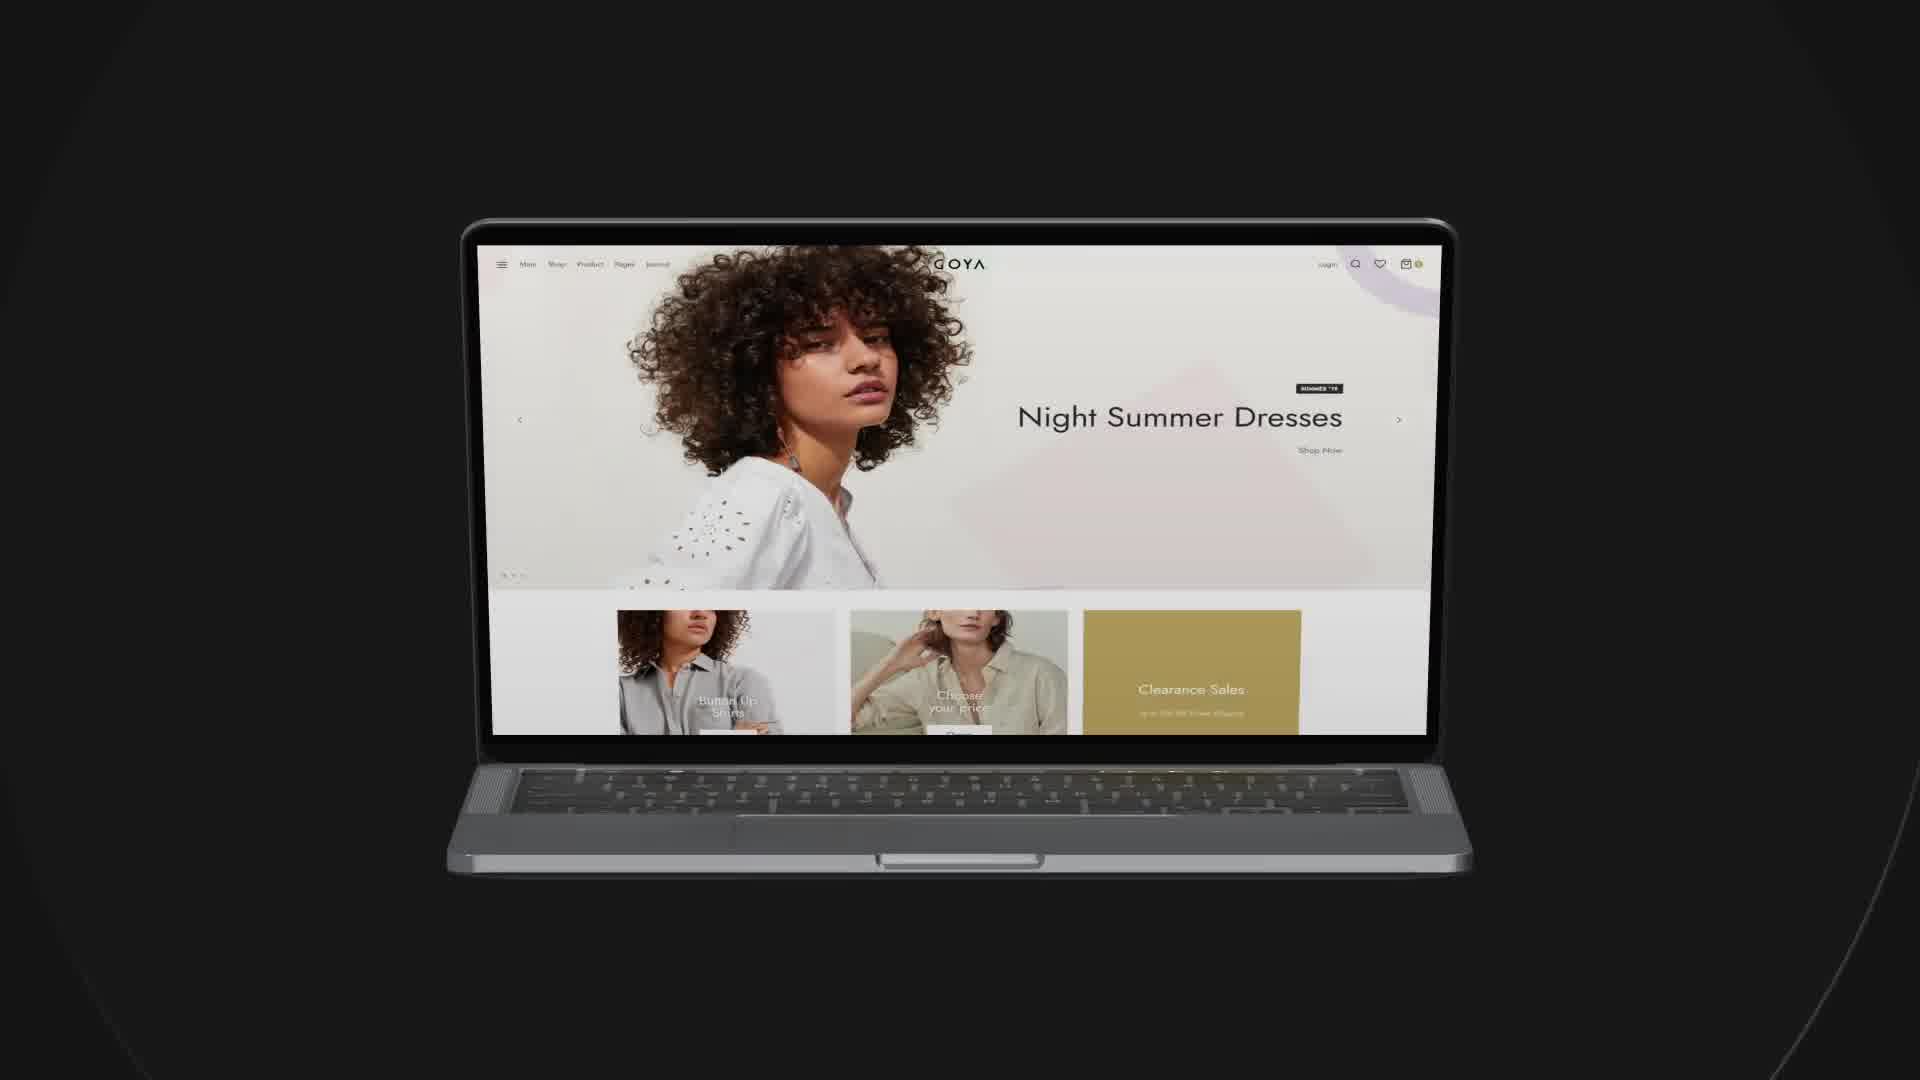 Main Shop Product Pages Journal
GOYA
Login
SUMMER '19
Night Summer Dresses
Shop Now
Button Up
Shirts
Choose
your price
Clearance Sales